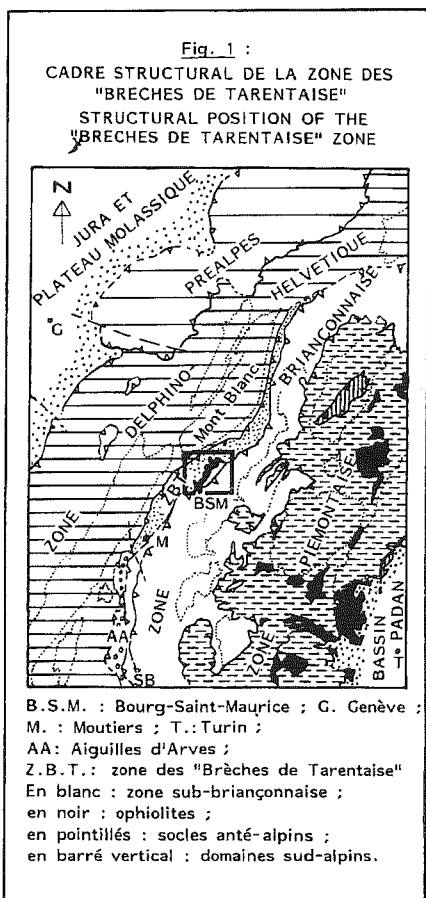 Fig. 1 :
CADRE STRUCTURAL DE LA ZONE DES
"BRECHES DE TARENTAISE"
STRUCTURAL POSITION OF THE
"BRECHES DE TARENTAISE" ZONE
N
JURA ET
PLATEAU MOLASSIQUE
G
PREALPES
HELVETIQUE
DELPHINO
ZONE
Mont Blanc
BRIANÇONNAISE
ZONE
BSM
M
AA
SB
PIEMONTAISE
ZONE
BASSIN
PADAN
T
B.S.M. : Bourg-Saint-Maurice ; G. Genève ;
M. : Moutiers ; T.: Turin ;
AA: Aiguilles d'Arves ;
Z.B.T.: zone des "Brèches de Tarentaise"
En blanc : zone sub-briançonnaise ;
en noir : ophiolites ;
en pointillés : socles anté-alpins ;
en barré vertical : domaines sud-alpins.